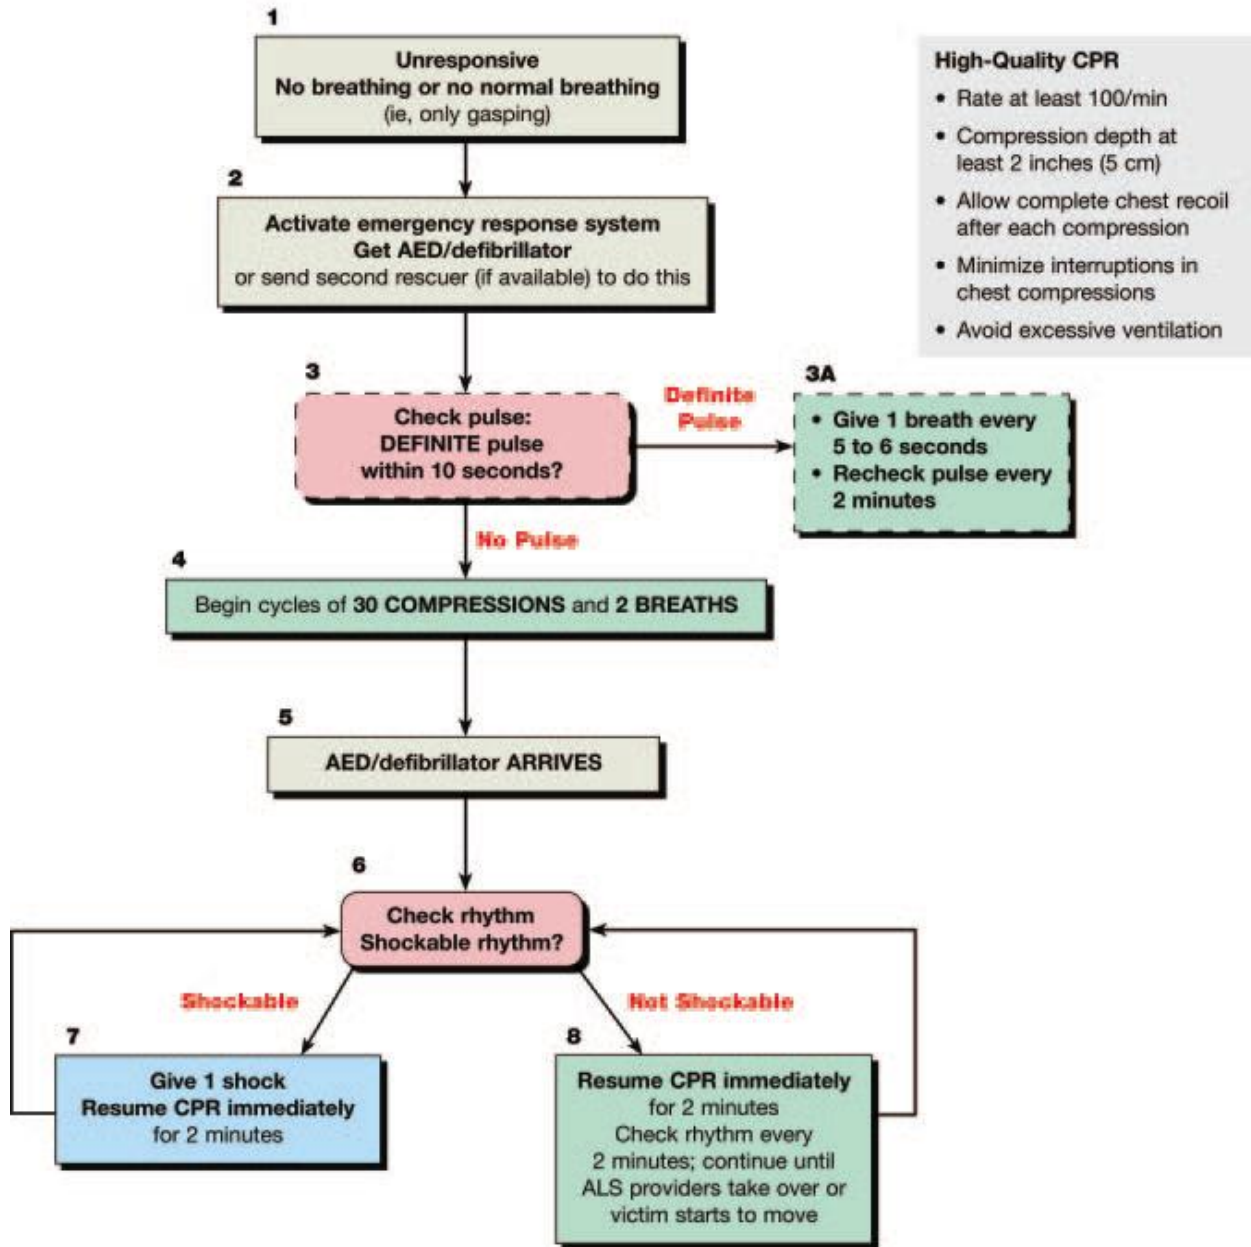 1
Unresponsive
No breathing or no normal breathing
(ie, only gasping)
High-Quality CPR
• Rate at least 100/min
• Compression depth at
least 2 inches (5 cm)
• Allow complete chest recoil
after each compression
• Minimize interruptions in
chest compressions
• Avoid excessive ventilation
2
Activate emergency response system
Get AED/defibrillator
or send second rescuer (if available) to do this
3
Check pulse:
DEFINITE pulse
within 10 seconds?
Definite
Pulse
3A
• Give 1 breath every
5 to 6 seconds
• Recheck pulse every
2 minutes
No Pulse
4
Begin cycles of 30 COMPRESSIONS and 2 BREATHS
5
AED/defibrillator ARRIVES
6
Check rhythm
Shockable rhythm?
Shockable
Not Shockable
7
Give 1 shock
Resume CPR immediately
for 2 minutes
8
Resume CPR immediately
for 2 minutes
Check rhythm every
2 minutes; continue until
ALS providers take over or
victim starts to move